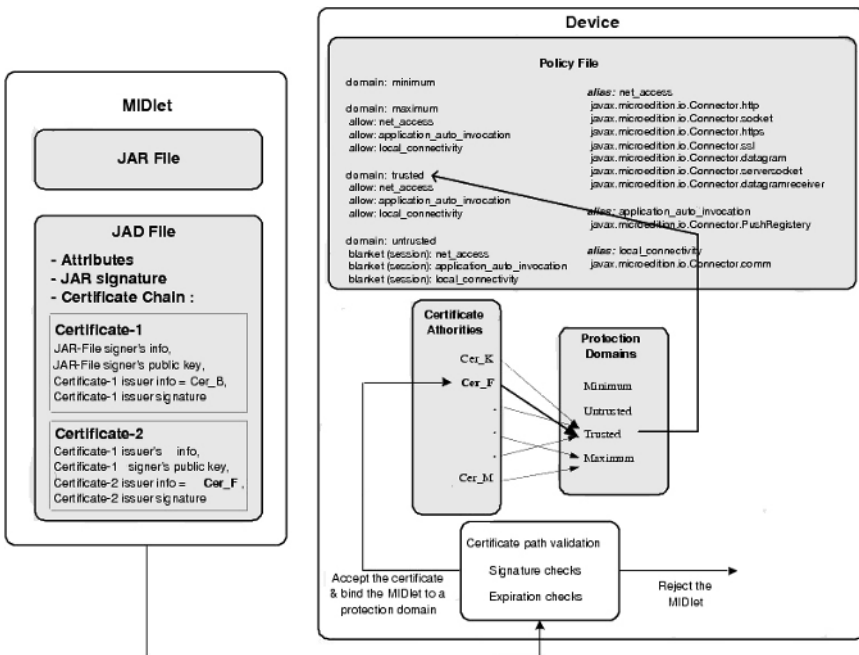 MIDlet
JAR File
JAD File
- Attributes
- JAR signature
- Certificate Chain :
Certificate-1
JAR-File signer's info,
JAR-File signer's public key,
Certificate-1 issuer info = Cer_B,
Certificate-1 issuer signature
Certificate-2
Certificate-1 issuer's info,
Certificate-1 signer's public key,
Certificate-2 issuer info = Cer_F,
Certificate-2 issuer signature
Device
Policy File
domain: minimum
domain: maximum
allow: net_access
allow: application_auto_invocation
allow: local_connectivity
domain: trusted
allow: net_access
allow: application_auto_invocation
allow: local_connectivity
domain: untrusted
blanket (session): net_access
blanket (session): application_auto_invocation
blanket (session): local_connectivity
alias: net_access
javax.microedition.io.Connector.http
javax.microedition.io.Connector.socket
javax.microedition.io.Connector.https
javax.microedition.io.Connector.ssl
javax.microedition.io.Connector.datagram
javax.microedition.io.Connector.serversocket
javax.microedition.io.Connector.datagramreceiver
alias: application_auto_invocation
javax.microedition.io.Connector.PushRegistery
alias: local_connectivity
javax.microedition.io.Connector.comm
Certificate
Athorities
Cer_K
Cer_F
.
.
.
Cer_M
Protection
Domains
Minimum
Untrusted
Trusted
Maximum
Certificate path validation
Signature checks
Expiration checks
Accept the certificate
& bind the MIDlet to a
protection domain
Reject the
MIDlet